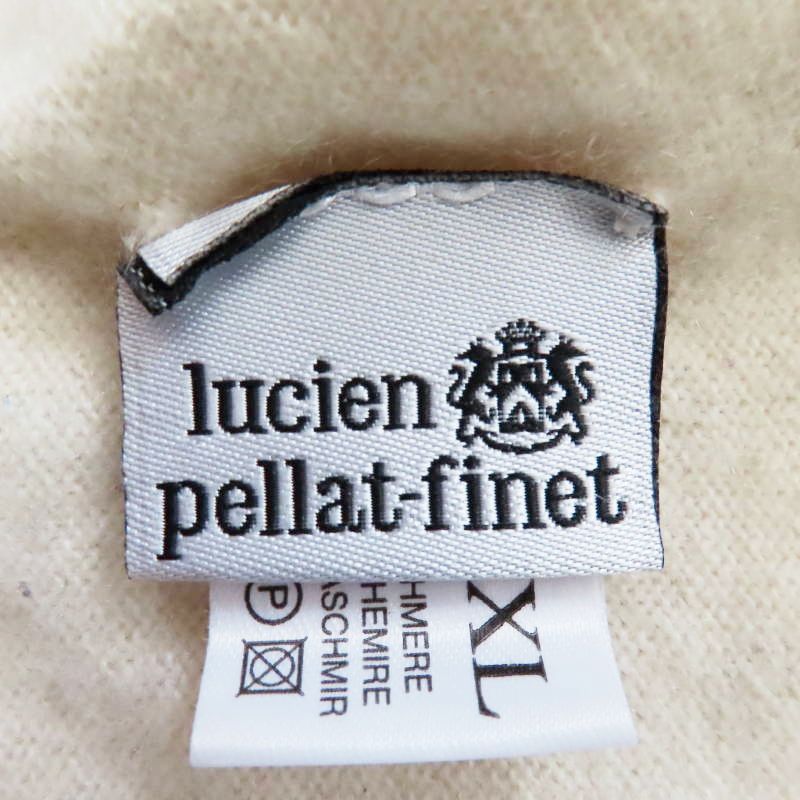 lucien
pellat-finet
XL
HMERE
HEMIRE
ASCHMIR
P